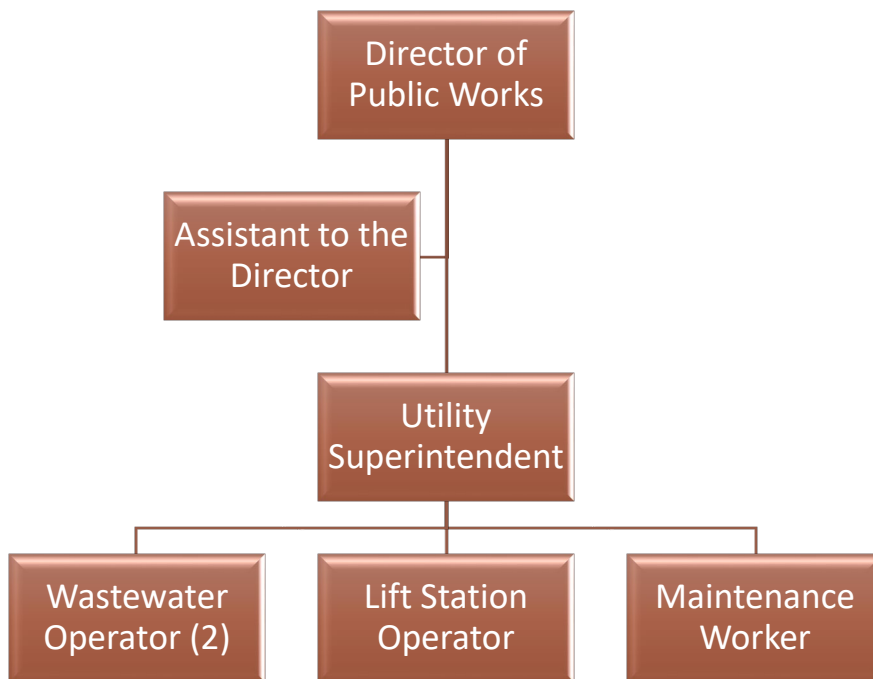 Director of
Public Works
Assistant to the
Director
Utility
Superintendent
Wastewater
Operator (2)
Lift Station
Operator
Maintenance
Worker